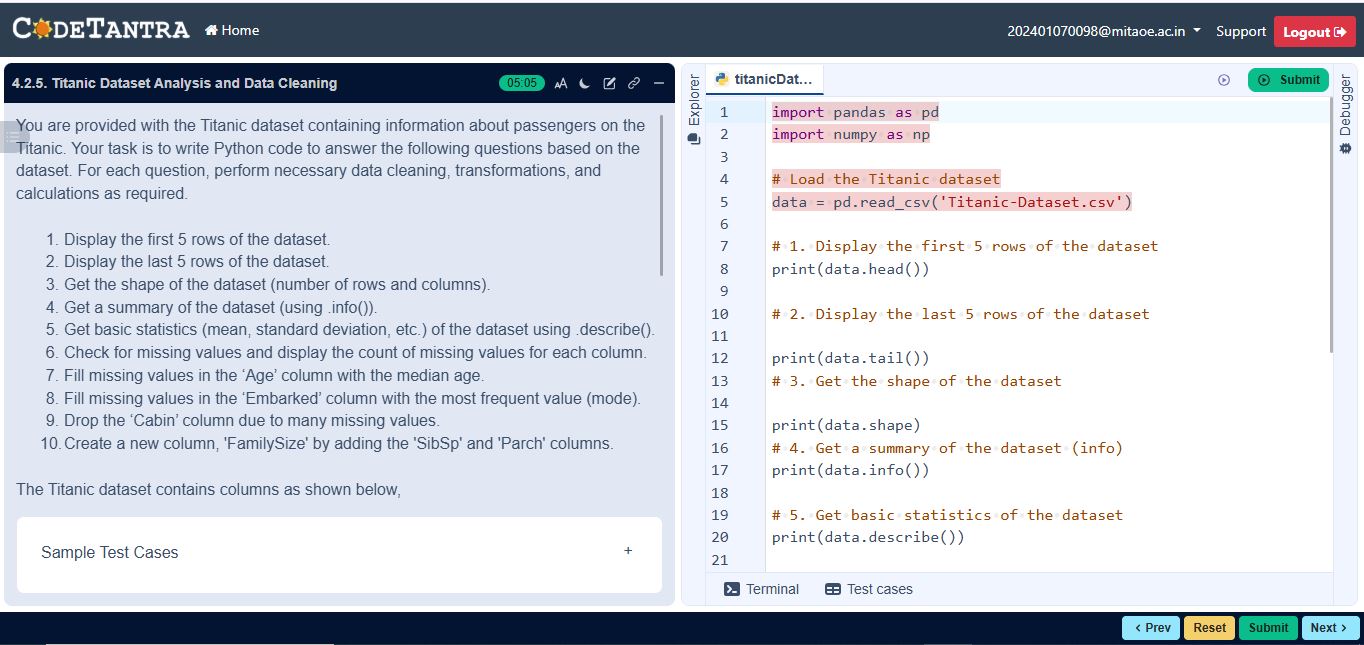 CODETANTRA
Home
202401070098@mitaoe.ac.in
Support
Logout
4.2.5. Titanic Dataset Analysis and Data Cleaning
05:05
AA
You are provided with the Titanic dataset containing information about passengers on the
Titanic. Your task is to write Python code to answer the following questions based on the
dataset. For each question, perform necessary data cleaning, transformations, and
calculations as required.
1. Display the first 5 rows of the dataset.
2. Display the last 5 rows of the dataset.
3. Get the shape of the dataset (number of rows and columns).
4. Get a summary of the dataset (using .info()).
5. Get basic statistics (mean, standard deviation, etc.) of the dataset using .describe().
6. Check for missing values and display the count of missing values for each column.
7. Fill missing values in the ‘Age’ column with the median age.
8. Fill missing values in the ‘Embarked’ column with the most frequent value (mode).
9. Drop the ‘Cabin’ column due to many missing values.
10. Create a new column, 'FamilySize' by adding the 'SibSp' and 'Parch' columns.
The Titanic dataset contains columns as shown below,
Sample Test Cases
+
Explorer
titanicDat...
Submit
Debugger
1 import pandas as pd
2 import numpy as np
3
4 # Load the Titanic dataset
5 data = pd.read_csv('Titanic-Dataset.csv')
6
7 # 1. Display the first 5 rows of the dataset
8 print(data.head())
9
10 # 2. Display the last 5 rows of the dataset
11
12 print(data.tail())
13 # 3. Get the shape of the dataset
14
15 print(data.shape)
16 # 4. Get a summary of the dataset (info)
17 print(data.info())
18
19 # 5. Get basic statistics of the dataset
20 print(data.describe())
21
Terminal
Test cases
< Prev
Reset
Submit
Next >